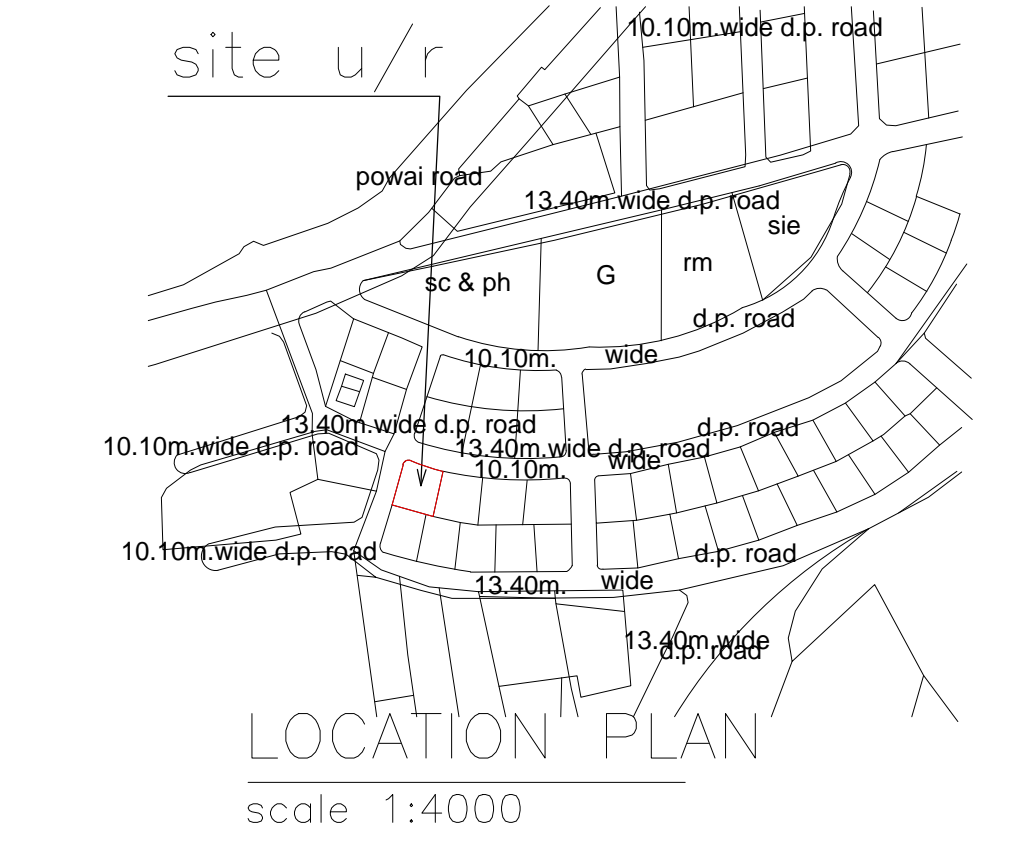 10.10m.wide d.p. road
site u/r
powai road
13.40m.wide d.p. road
sie
rm
G
sc & ph
d.p. road
10.10m. wide
13.40m.wide d.p. road
d.p. road
10.10m.wide d.p. road
13.40m.wide d.p. road
10.10m. wide
10.10m.wide d.p. road
d.p. road
13.40m. wide
13.40m.wide
d.p. road
LOCATION PLAN
scale 1:4000